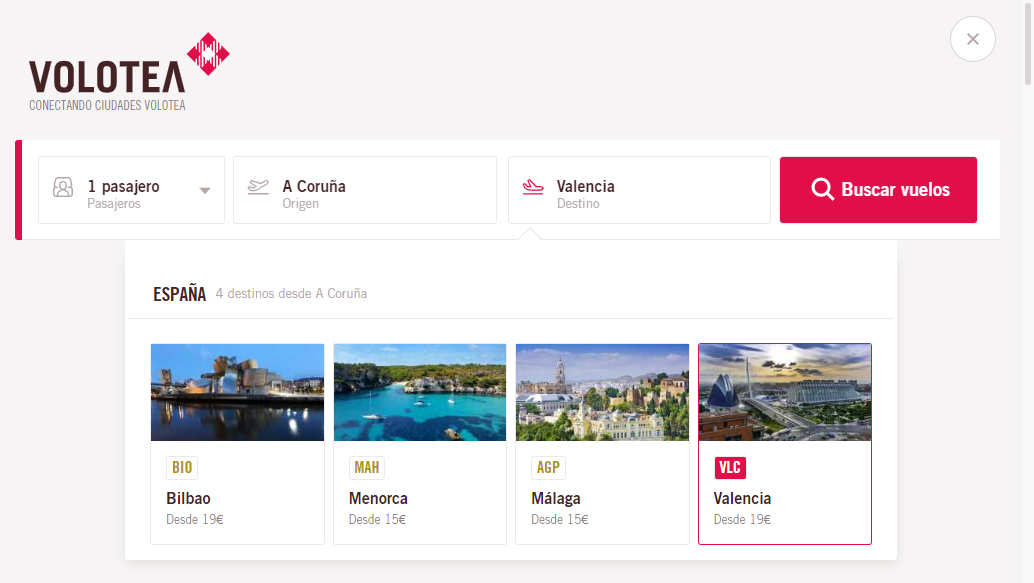 VOLOTEA
CONECTANDO CIUDADES VOLOTEA
1 pasajero
Pasajeros
A Coruña
Origen
Valencia
Destino
Buscar vuelos
ESPAÑA 4 destinos desde A Coruña
BIO
Bilbao
Desde 19€
MAH
Menorca
Desde 15€
AGP
Málaga
Desde 15€
VLC
Valencia
Desde 19€